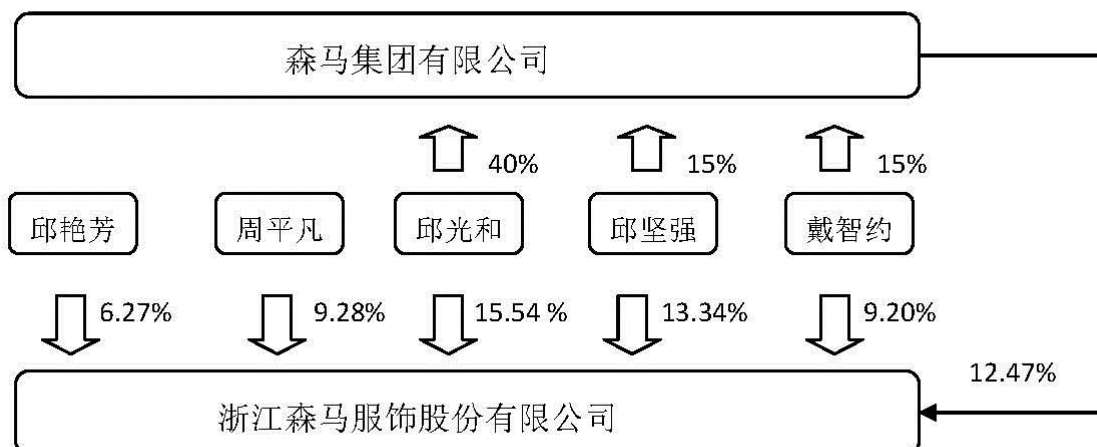 森马集团有限公司
40%
15%
15%
邱艳芳
周平凡
邱光和
邱坚强
戴智约
6.27%
9.28%
15.54 %
13.34%
9.20%
12.47%
浙江森马服饰股份有限公司